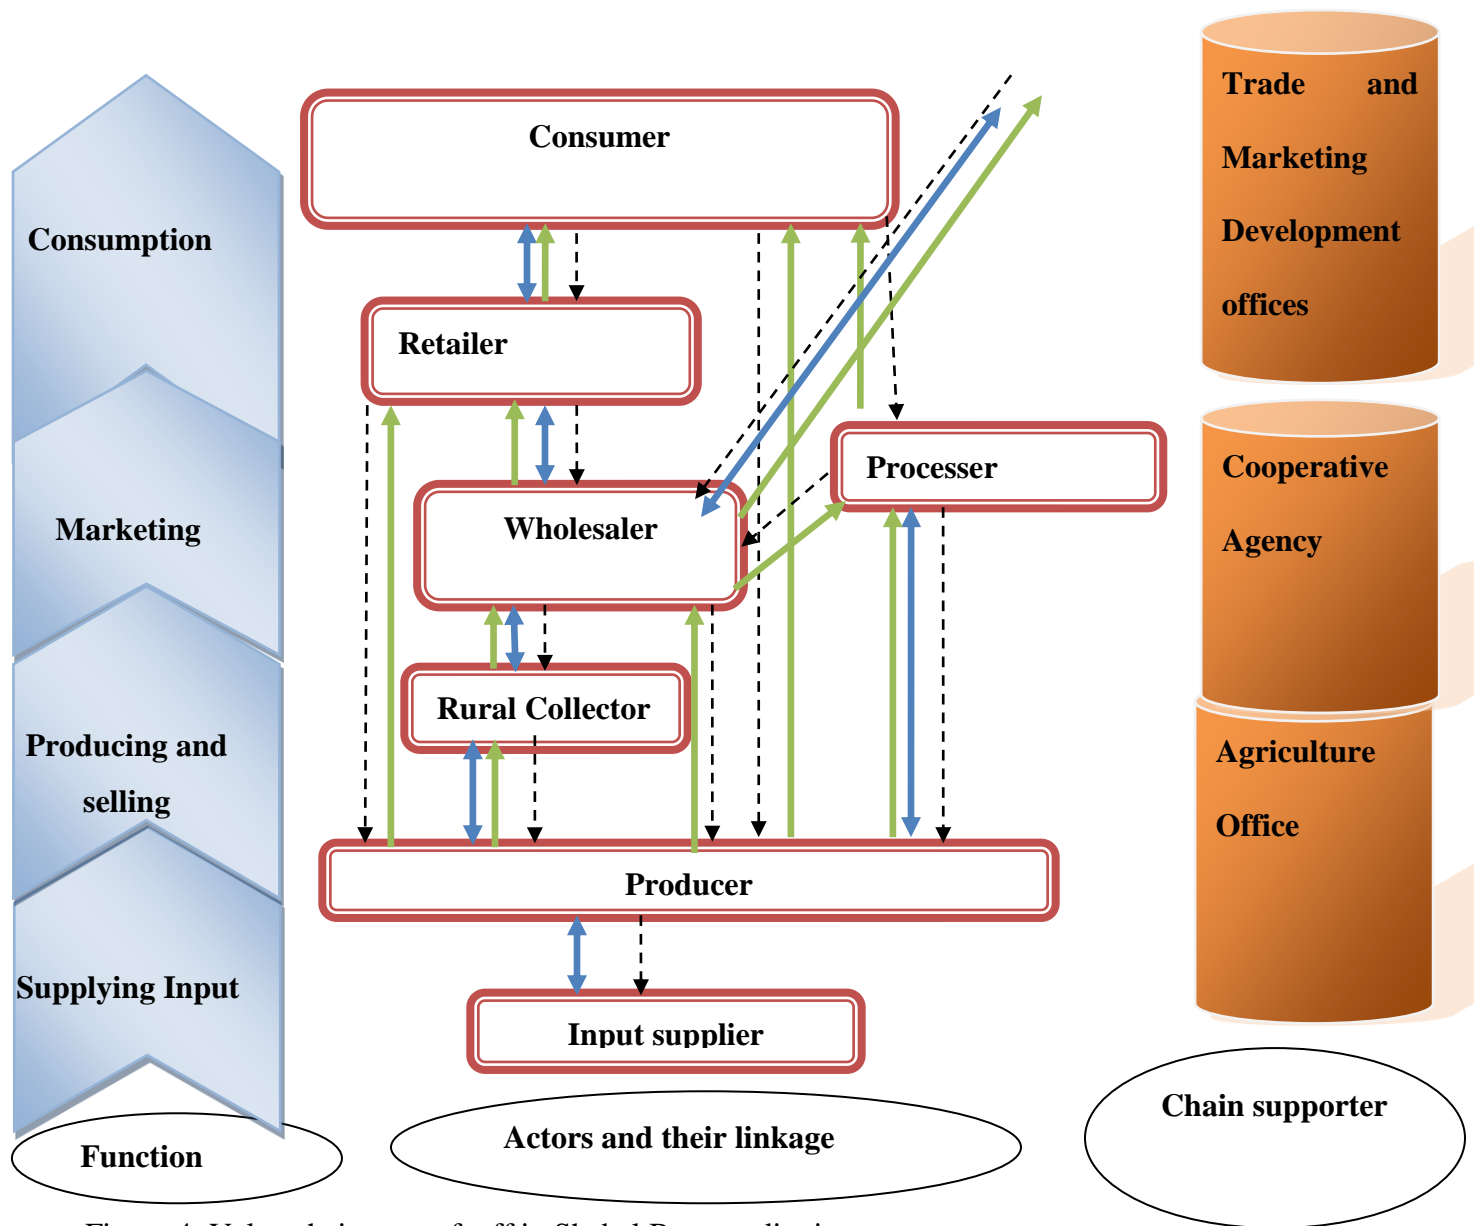 Consumption
Marketing
Producing and
selling
Supplying Input
Function
Consumer
Retailer
Processer
Wholesaler
Rural Collector
Producer
Input supplier
Actors and their linkage
Trade and
Marketing
Development
offices
Cooperative
Agency
Agriculture
Office
Chain supporter